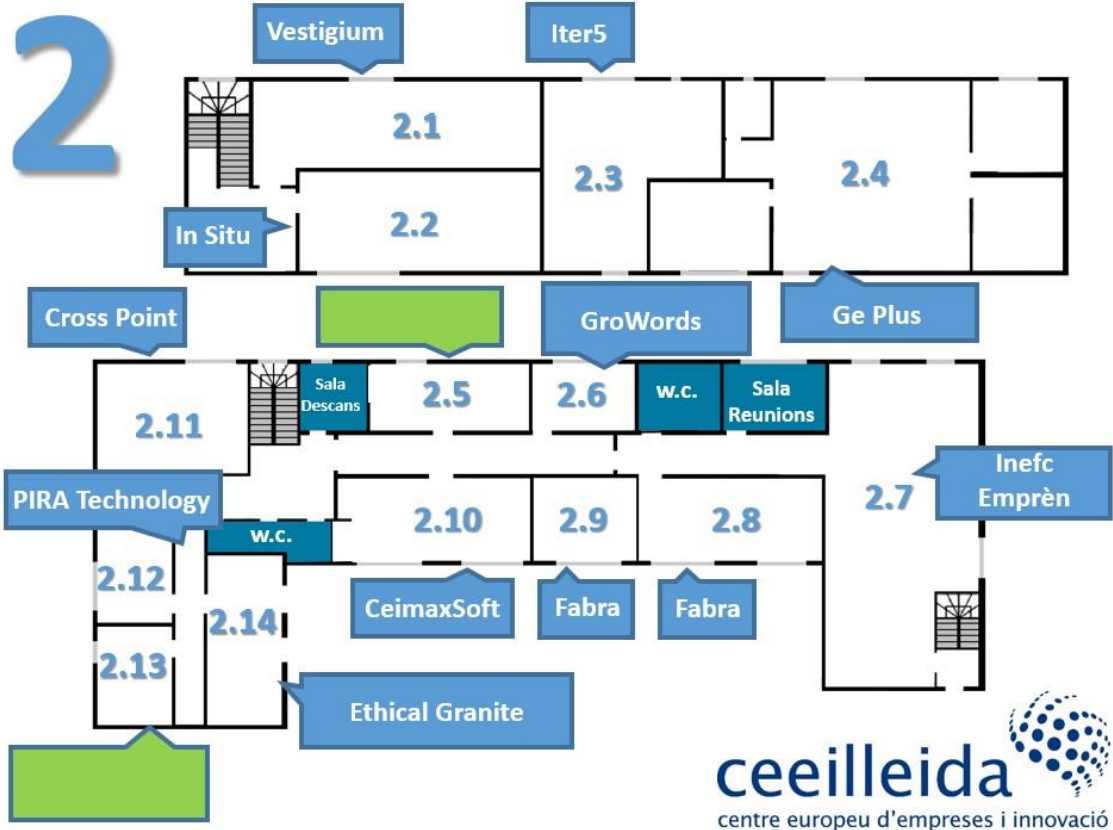 2
Vestigium
Iter5
2.1
2.3
2.4
2.2
In Situ
Cross Point
GroWords
Ge Plus
Sala
Descans
2.5
2.6
w.c.
Sala
Reunions
2.11
PIRA Technology
2.10
2.9
2.8
2.7
Inefc
Emprèn
w.c.
2.12
2.14
CeimaxSoft
Fabra
Fabra
2.13
Ethical Granite
ceeilleida
centre europeu d'empreses i innovació